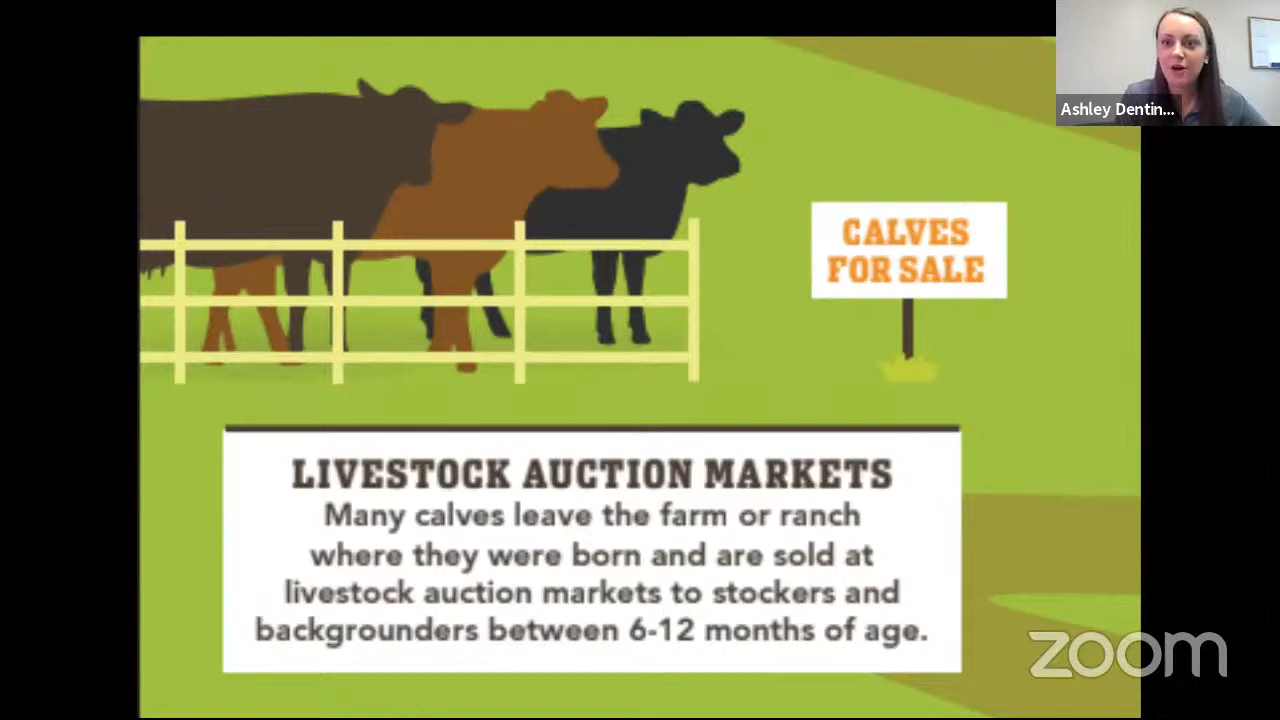 Ashley Dentin...
CALVES
FOR SALE
LIVESTOCK AUCTION MARKETS
Many calves leave the farm or ranch
where they were born and are sold at
livestock auction markets to stockers and
backgrounders between 6-12 months of age.
zoom